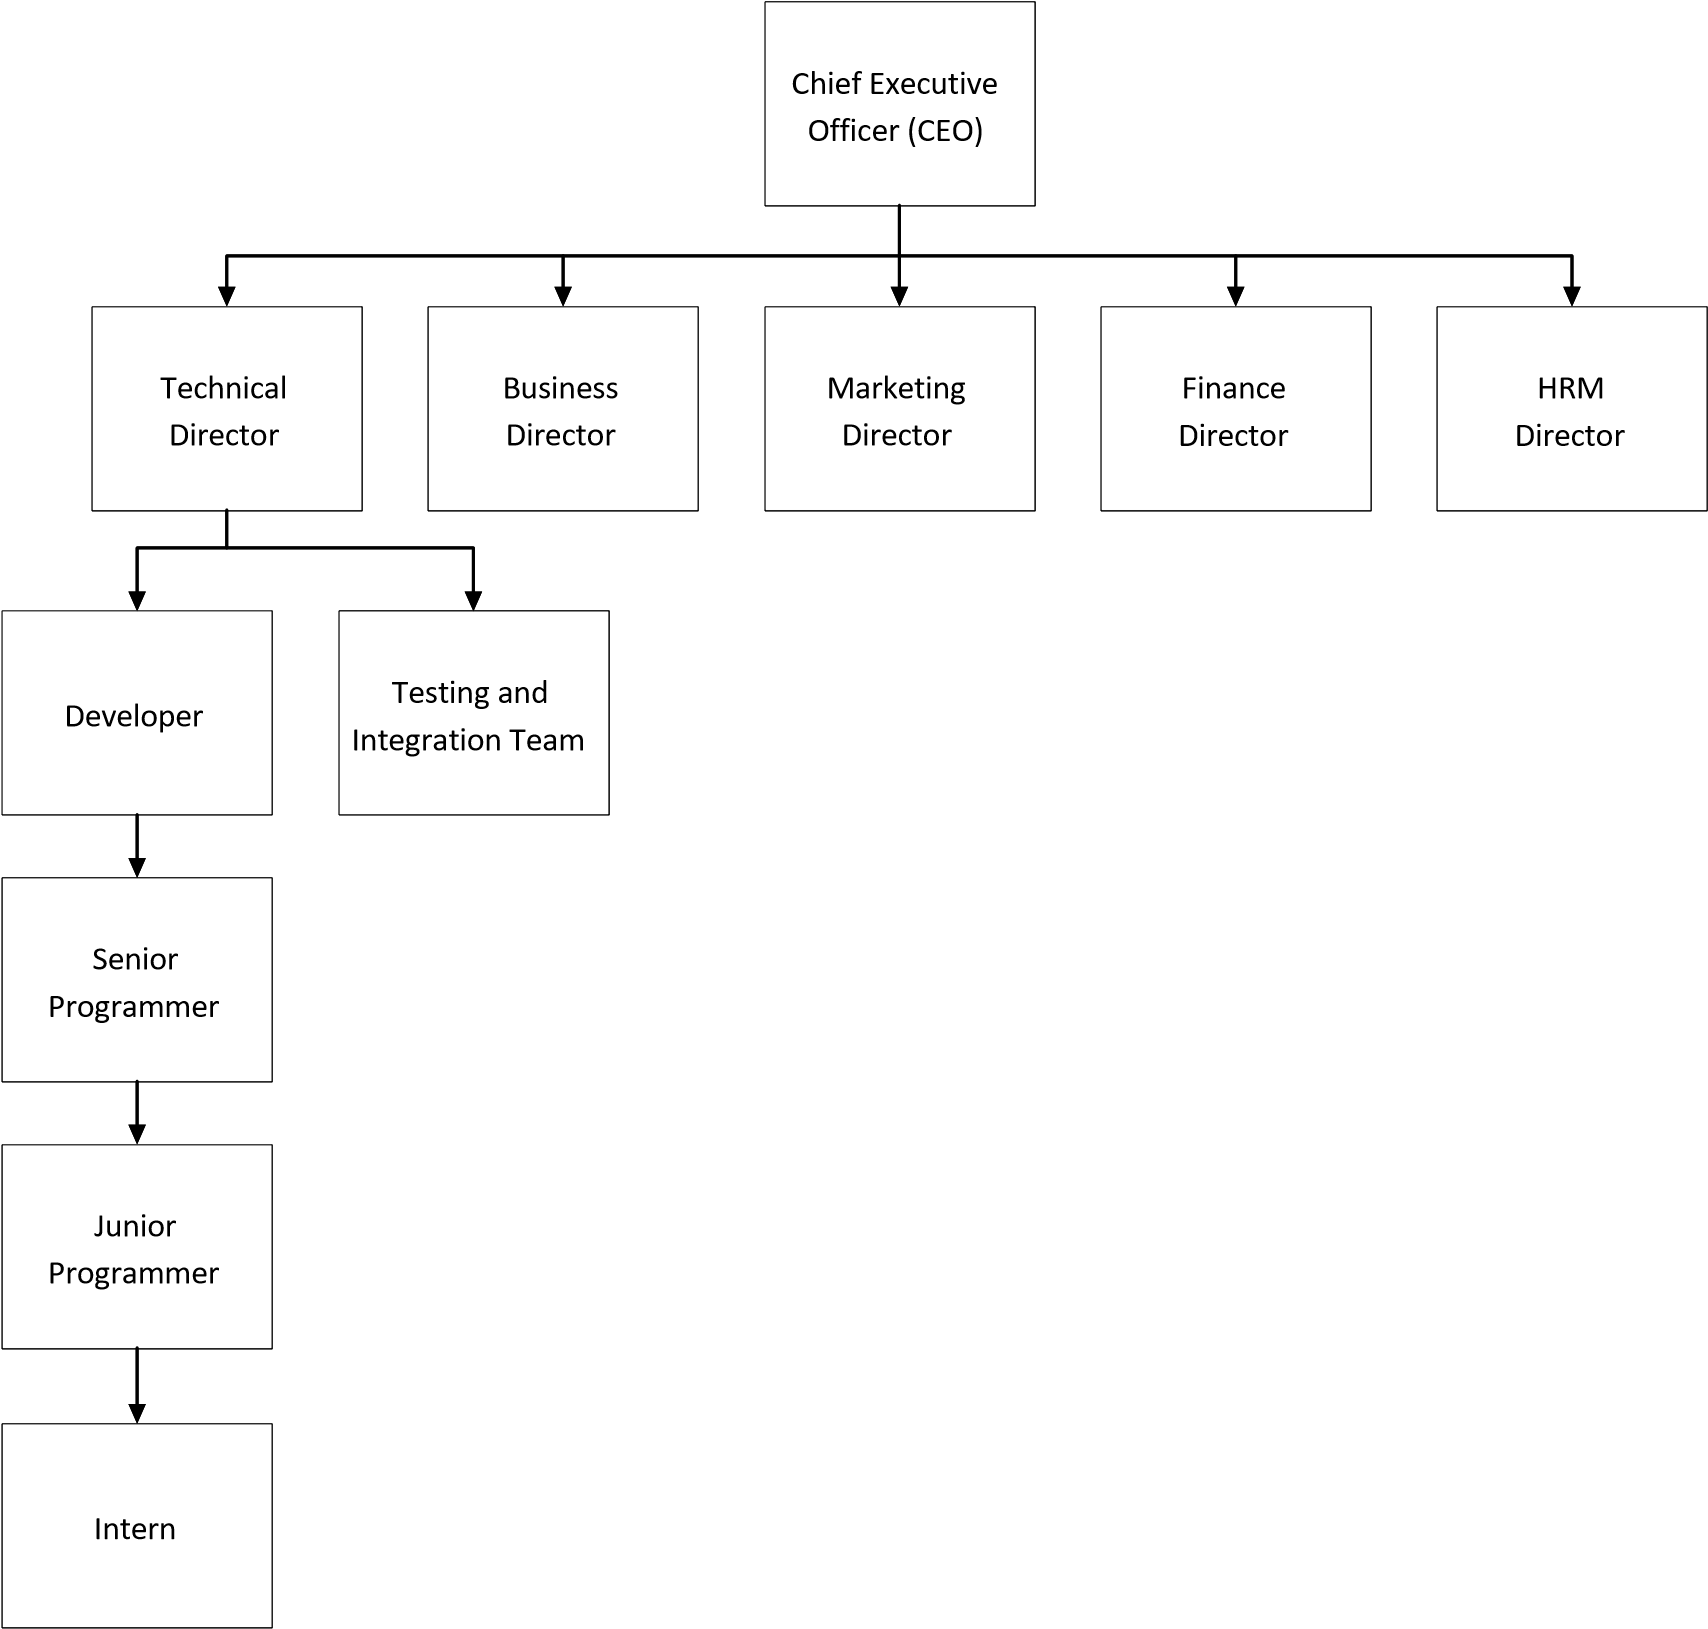 Chief Executive
Officer (CEO)
Technical
Director
Business
Director
Marketing
Director
Finance
Director
HRM
Director
Developer
Testing and
Integration Team
Senior
Programmer
Junior
Programmer
Intern